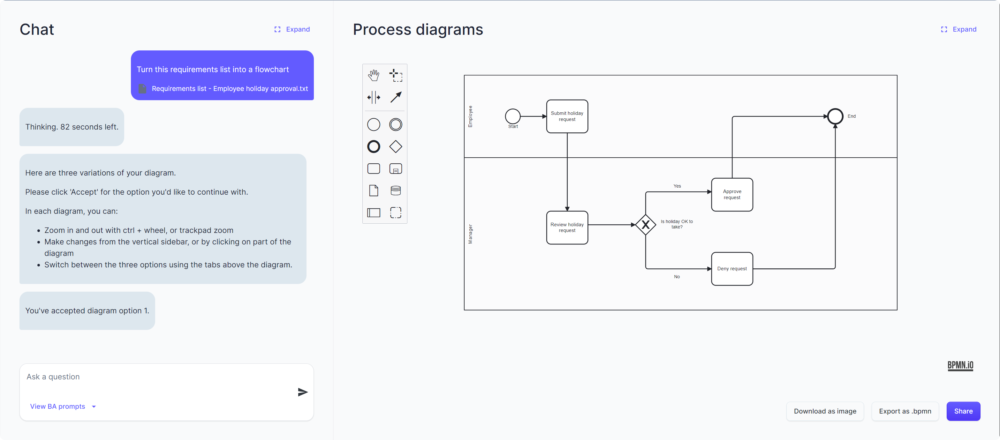 Chat
Expand
Turn this requirements list into a flowchart
Requirements list - Employee holiday approval.txt
Thinking. 82 seconds left.
Here are three variations of your diagram.
Please click 'Accept' for the option you'd like to continue with.
In each diagram, you can:
Zoom in and out with ctrl + wheel, or trackpad zoom
Make changes from the vertical sidebar, or by clicking on part of the
diagram
Switch between the three options using the tabs above the diagram.
You've accepted diagram option 1.
Ask a question
View BA prompts
Process diagrams
Expand
Employee
Start
Submit holiday
request
End
Manager
Review holiday
request
Is holiday OK to
take?
Yes
Approve
request
No
Deny request
BPMN.iO
Download as image
Export as .bpmn
Share